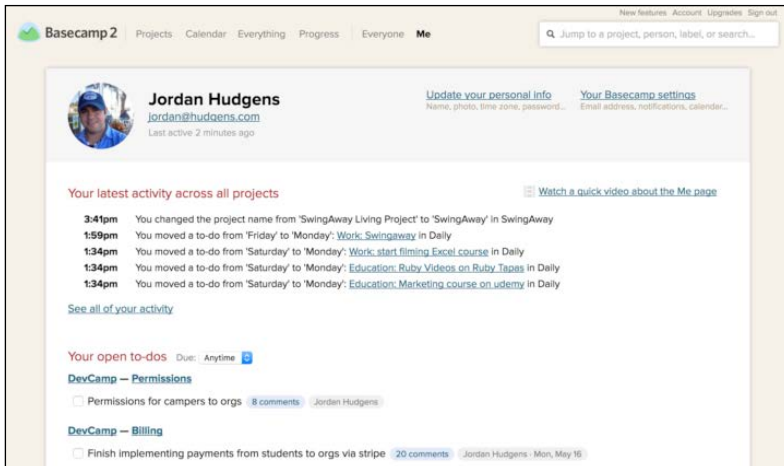 New features Account Upgrades Sign out
Basecamp 2 Projects Calendar Everything Progress Everyone Me
Jump to a project, person, label, or search...
Jordan Hudgens
jordan@hudgens.com
Last active 2 minutes ago
Update your personal info
Name, photo, time zone, password...
Your Basecamp settings
Email address, notifications, calendar...
Your latest activity across all projects
Watch a quick video about the Me page
3:41pm You changed the project name from 'SwingAway Living Project' to 'SwingAway' in SwingAway
1:59pm You moved a to-do from 'Friday' to 'Monday': Work: Swingaway in Daily
1:34pm You moved a to-do from 'Saturday' to 'Monday': Work: start filming Excel course in Daily
1:34pm You moved a to-do from 'Saturday' to 'Monday': Education: Ruby Videos on Ruby Tapas in Daily
1:34pm You moved a to-do from 'Saturday' to 'Monday': Education: Marketing course on udemy in Daily
See all of your activity
Your open to-dos Due: Anytime
DevCamp — Permissions
Permissions for campers to orgs 8 comments Jordan Hudgens
DevCamp — Billing
Finish implementing payments from students to orgs via stripe 20 comments Jordan Hudgens · Mon, May 16